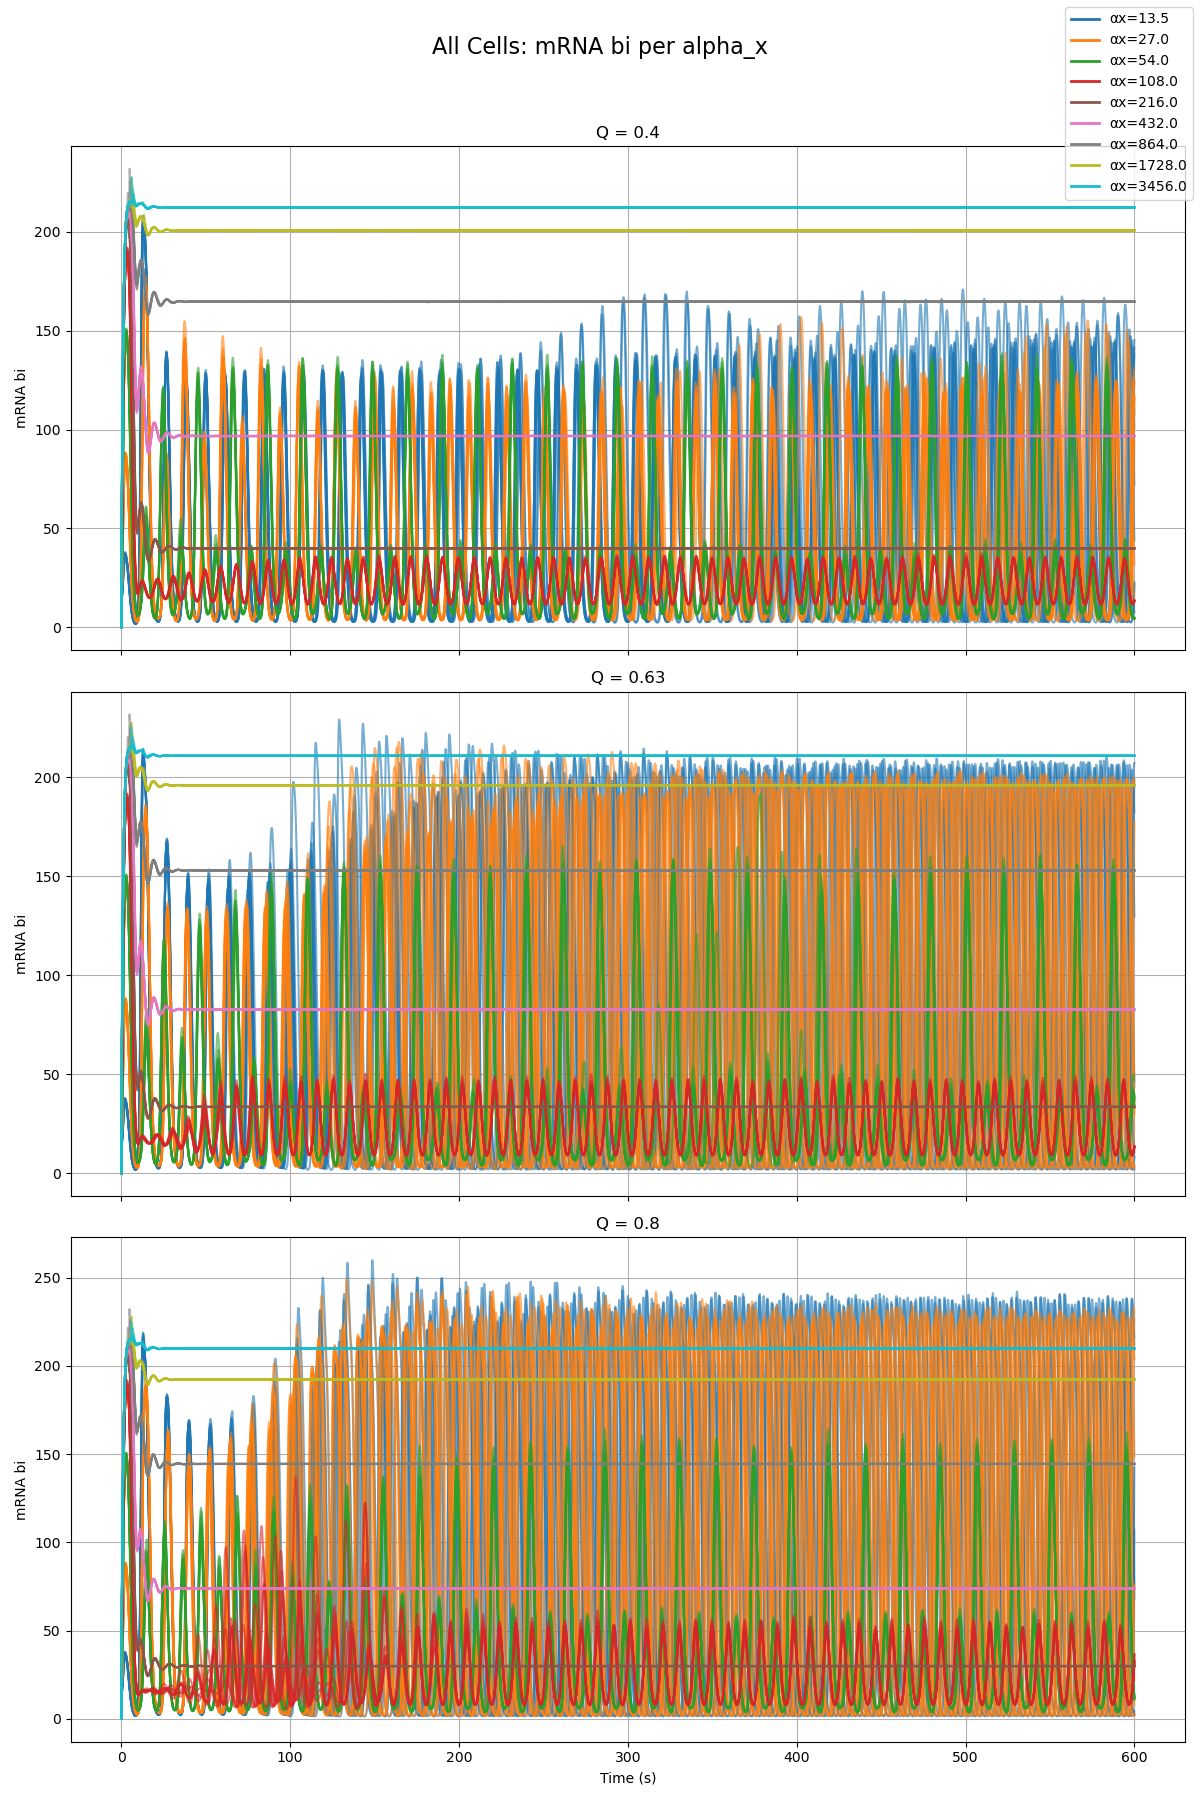 αx=13.5
αx=27.0
All Cells: mRNA bi per alpha_x
αx=54.0
αx=108.0
αx=216.0
αx=432.0
Q = 0.4
αx=864.0
αx=1728.0
αx=3456.0
200
150
mRNA bi
100
50
0
Q = 0.63
200
150
mRNA bi
100
50
0
Q = 0.8
250
200
150
mRNA bi
100
50
0
0 100 200 300 400 500 600
Time (s)